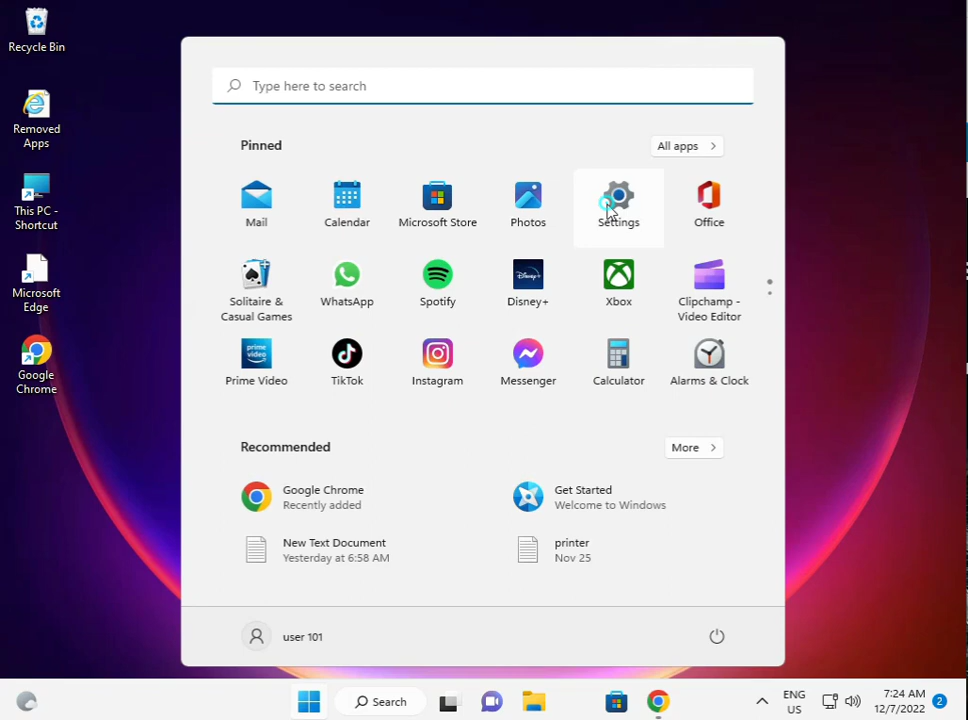 Recycle Bin
Removed
Apps
This PC -
Shortcut
Microsoft
Edge
Google
Chrome
Type here to search
Pinned
All apps
Mail
Calendar
Microsoft Store
Photos
Settings
Office
Solitaire &
Casual Games
WhatsApp
Spotify
Disney+
Xbox
Clipchamp -
Video Editor
Prime Video
TikTok
Instagram
Messenger
Calculator
Alarms & Clock
Recommended
More
Google Chrome
Recently added
Get Started
Welcome to Windows
New Text Document
Yesterday at 6:58 AM
printer
Nov 25
user 101
Search
ENG
US
7:24 AM
12/7/2022
2